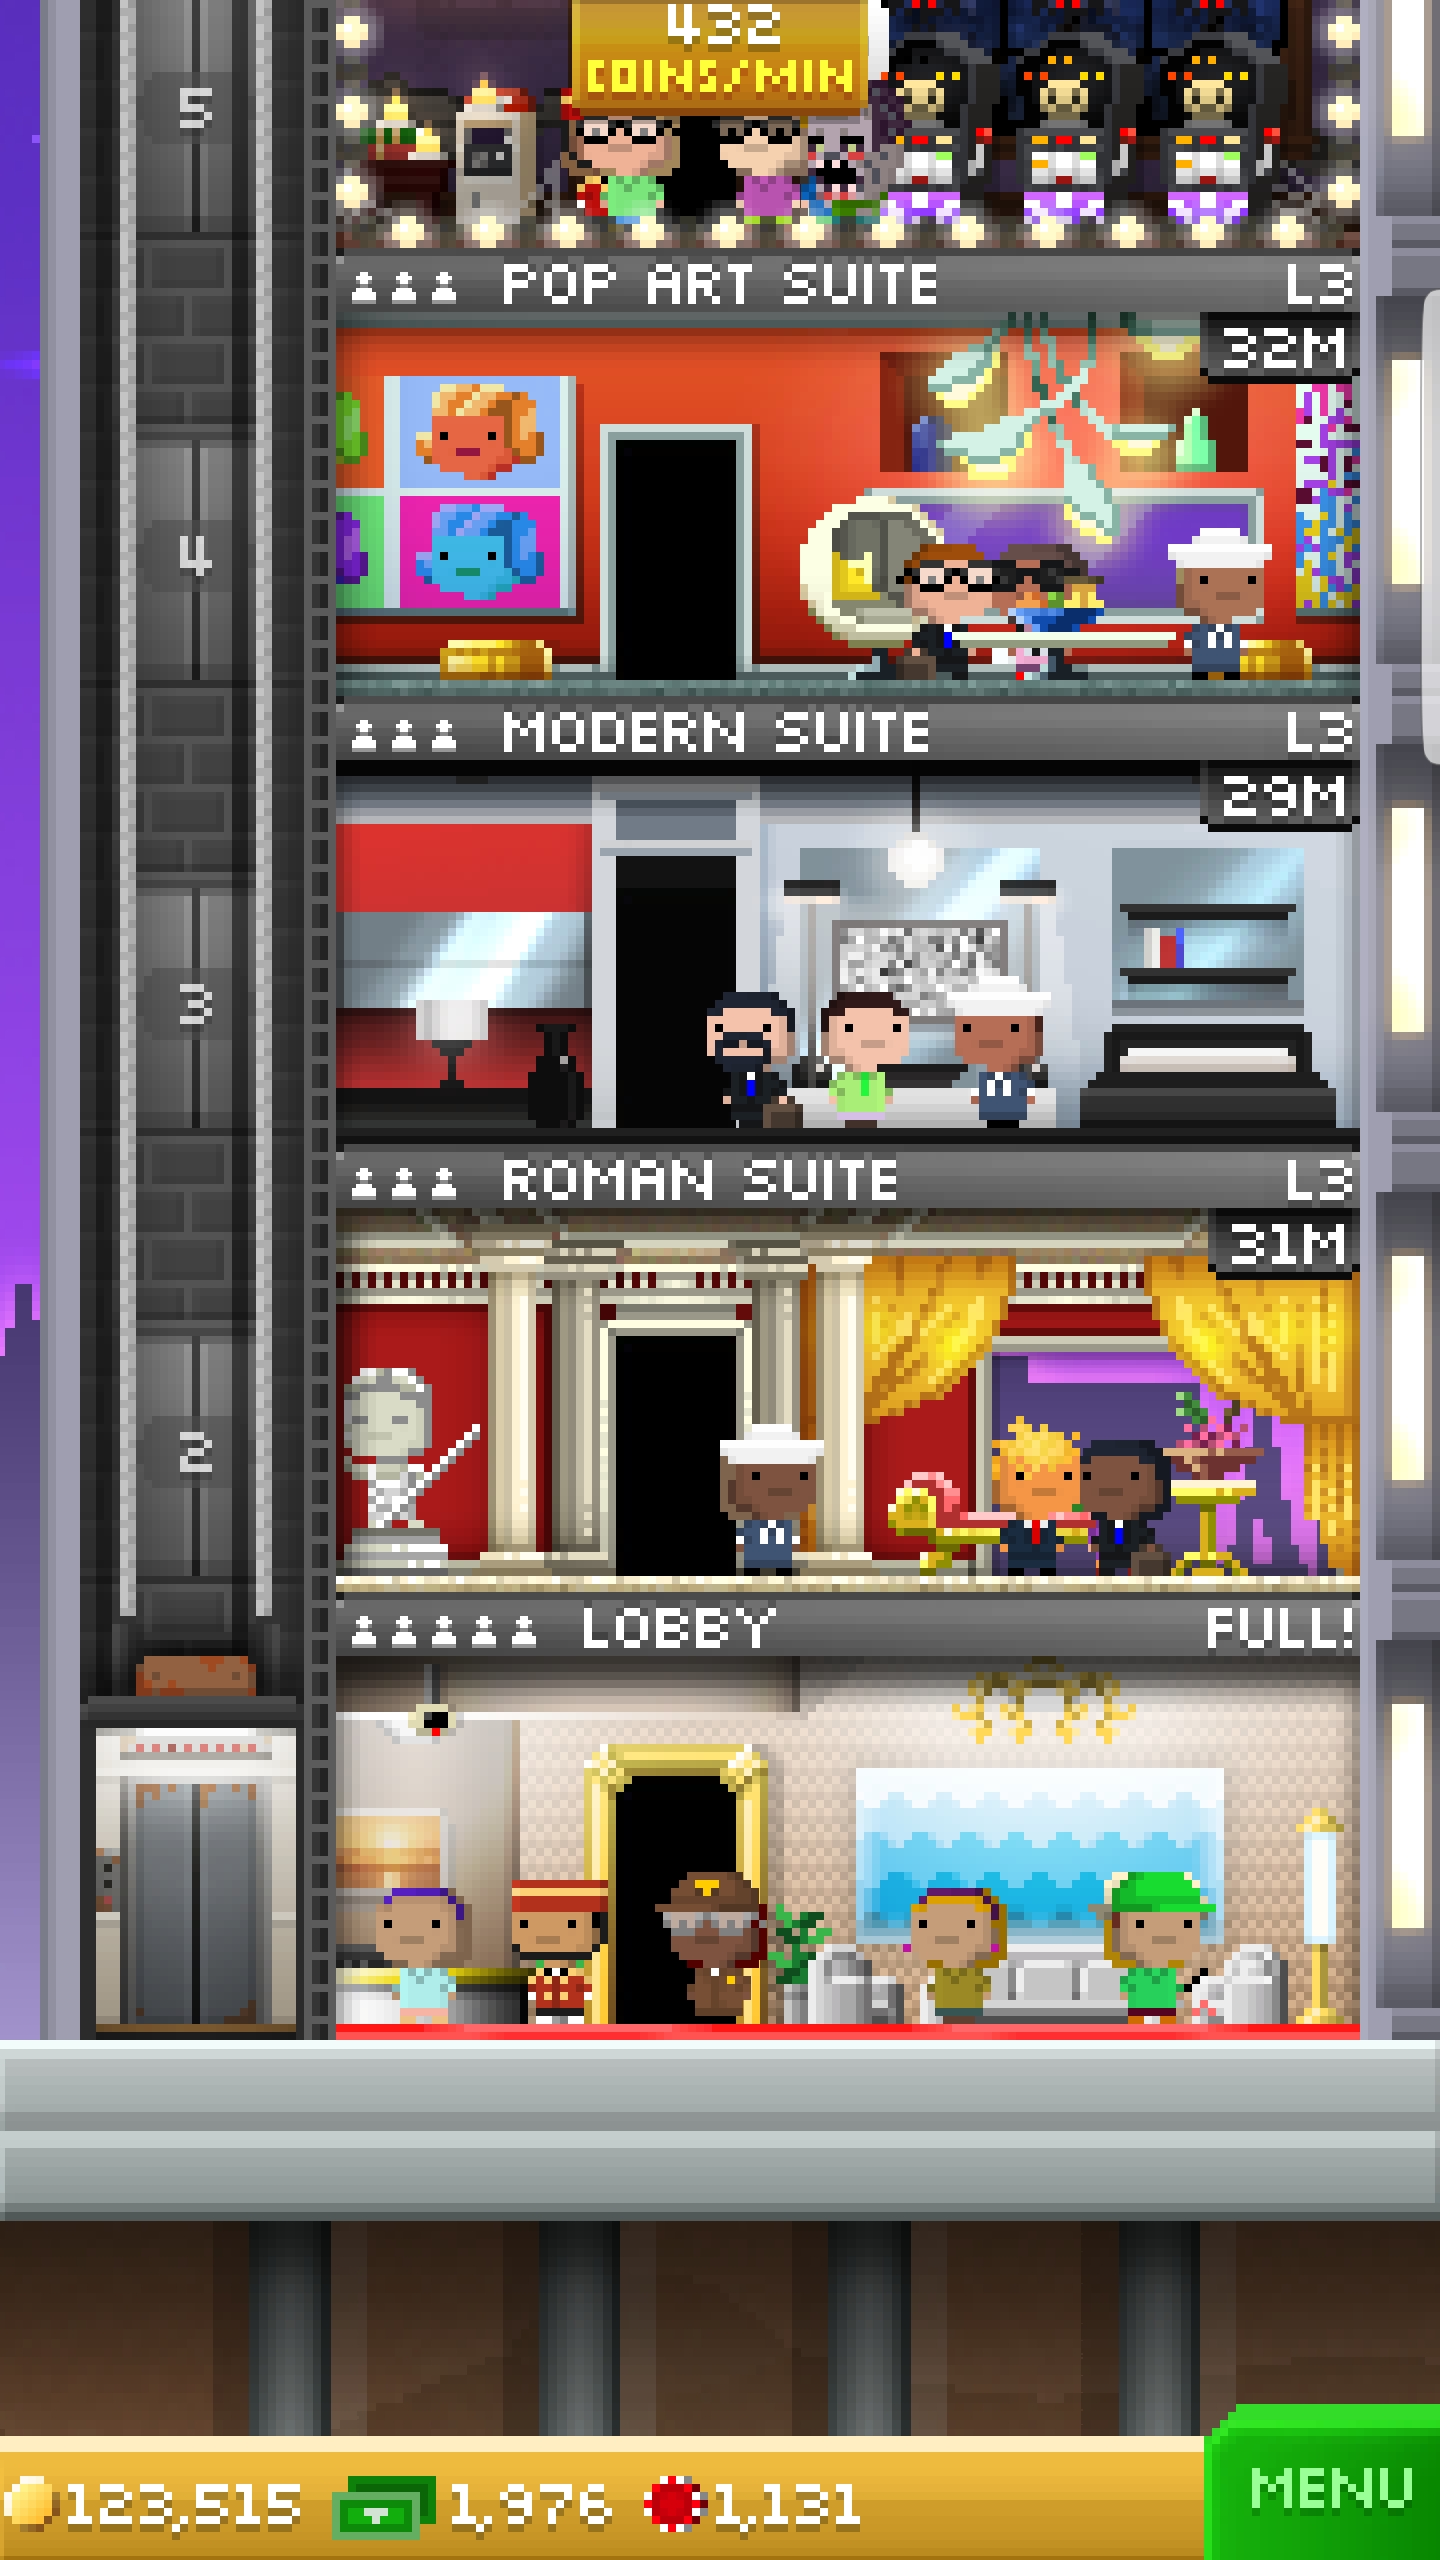 432
COINS/MIN
5
POP ART SUITE L3
32M
4
MODERN SUITE L3
29M
3
ROMAN SUITE L3
31M
2
LOBBY FULL!
123,515 1,976 1,131 MENU